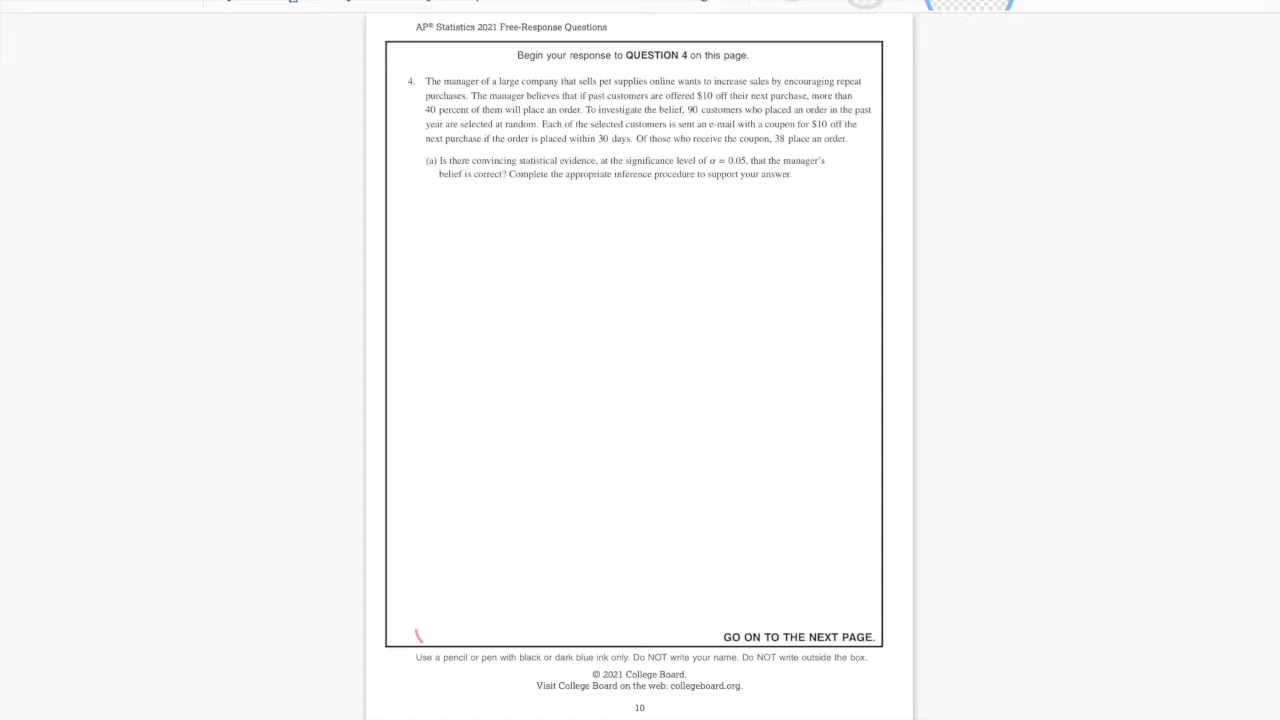 AP® Statistics 2021 Free-Response Questions
Begin your response to QUESTION 4 on this page.
4. The manager of a large company that sells pet supplies online wants to increase sales by encouraging repeat
purchases. The manager believes that if past customers are offered $10 off their next purchase, more than
40 percent of them will place an order. To investigate the belief, 90 customers who placed an order in the past
year are selected at random. Each of the selected customers is sent an e-mail with a coupon for $10 off the
next purchase if the order is placed within 30 days. Of those who receive the coupon, 38 place an order.
(a) Is there convincing statistical evidence, at the significance level of α = 0.05, that the manager's
belief is correct? Complete the appropriate inference procedure to support your answer.
GO ON TO THE NEXT PAGE.
Use a pencil or pen with black or dark blue ink only. Do NOT write your name. Do NOT write outside the box.
© 2021 College Board.
Visit College Board on the web: collegeboard.org.
10